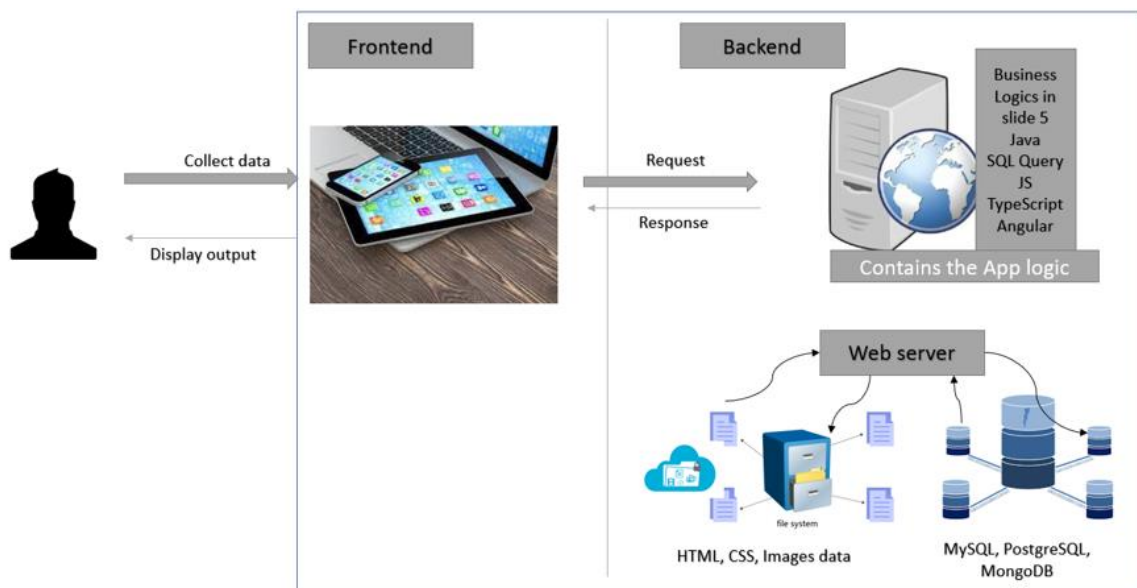 Frontend
Backend
Business
Logics in
slide 5
Java
SQL Query
JS
TypeScript
Angular
Collect data
Request
Display output
Response
Contains the App logic
Web server
file system
HTML, CSS, Images data
MySQL, PostgreSQL,
MongoDB